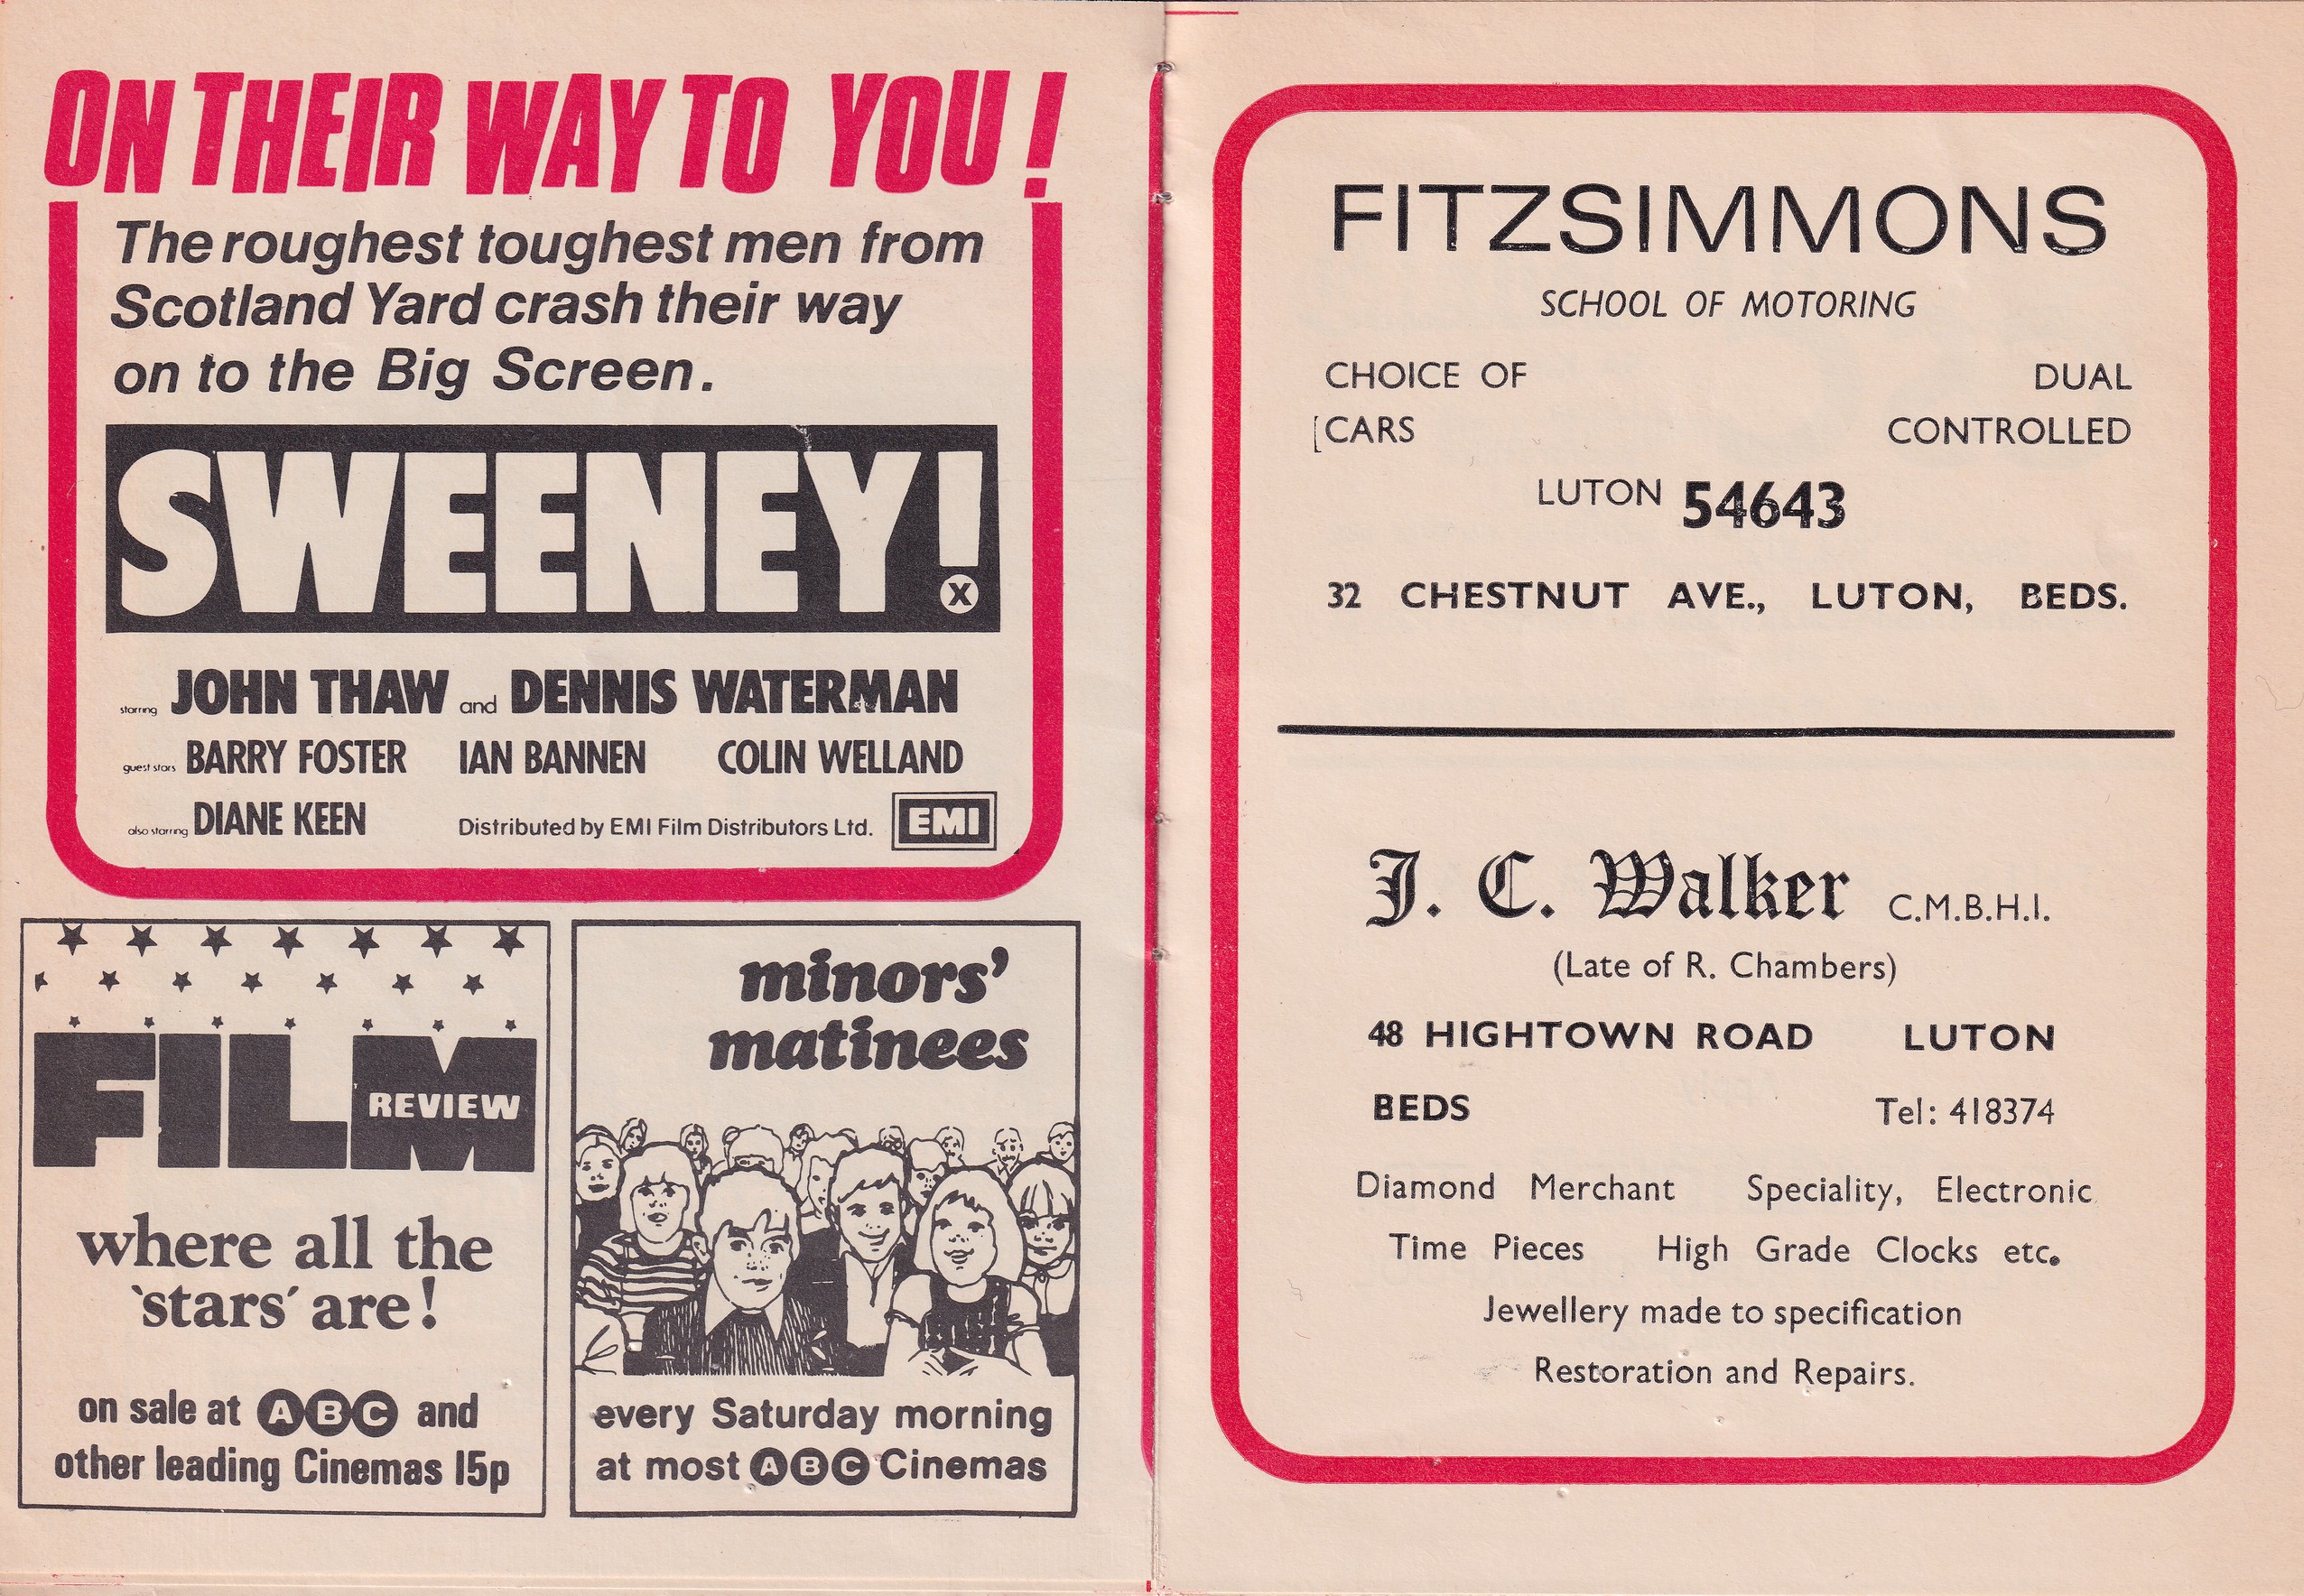 ON THEIR WAY TO YOU!
The roughest toughest men from
Scotland Yard crash their way
on to the Big Screen.
SWEENEY!
X
starring JOHN THAW and DENNIS WATERMAN
guest stars BARRY FOSTER IAN BANNEN COLIN WELLAND
also starring DIANE KEEN Distributed by EMI Film Distributors Ltd. EMI
FILM
REVIEW
where all the
'stars' are!
on sale at ABC and
other leading Cinemas 15p
minors'
matinees
every Saturday morning
at most ABC Cinemas
FITZSIMMONS
SCHOOL OF MOTORING
CHOICE OF DUAL
CARS CONTROLLED
LUTON 54643
32 CHESTNUT AVE., LUTON, BEDS.
J. C. Walker C.M.B.H.I.
(Late of R. Chambers)
48 HIGHTOWN ROAD LUTON
BEDS Tel: 418374
Diamond Merchant Speciality, Electronic
Time Pieces High Grade Clocks etc.
Jewellery made to specification
Restoration and Repairs.